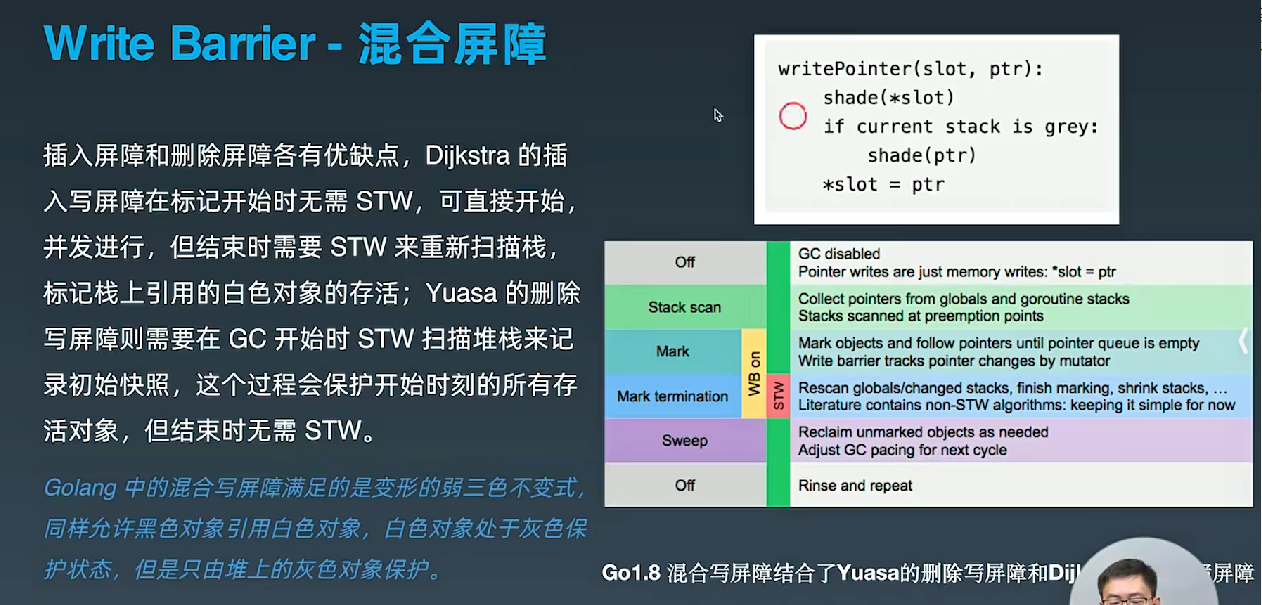 Write Barrier - 混合屏障
插入屏障和删除屏障各有优缺点，Dijkstra 的插
入写屏障在标记开始时无需 STW，可直接开始，
并发进行，但结束时需要 STW 来重新扫描栈，
标记栈上引用的白色对象的存活；Yuasa 的删除
写屏障则需要在 GC 开始时 STW 扫描堆栈来记
录初始快照，这个过程会保护开始时刻的所有存
活对象，但结束时无需 STW。
Golang 中的混合写屏障满足的是变形的弱三色不变式，
同样允许黑色对象引用白色对象，白色对象处于灰色保
护状态，但是只由堆上的灰色对象保护。
writePointer(slot, ptr):
shade(*slot)
if current stack is grey:
shade(ptr)
*slot = ptr
Off
GC disabled
Pointer writes are just memory writes: *slot = ptr
Stack scan
Collect pointers from globals and goroutine stacks
Stacks scanned at preemption points
Mark
WB on
Mark objects and follow pointers until pointer queue is empty
Write barrier tracks pointer changes by mutator
Mark termination
STW
Rescan globals/changed stacks, finish marking, shrink stacks, …
Literature contains non-STW algorithms: keeping it simple for now
Sweep
Reclaim unmarked objects as needed
Adjust GC pacing for next cycle
Off
Rinse and repeat
Go1.8 混合写屏障结合了Yuasa的删除写屏障和 屏障